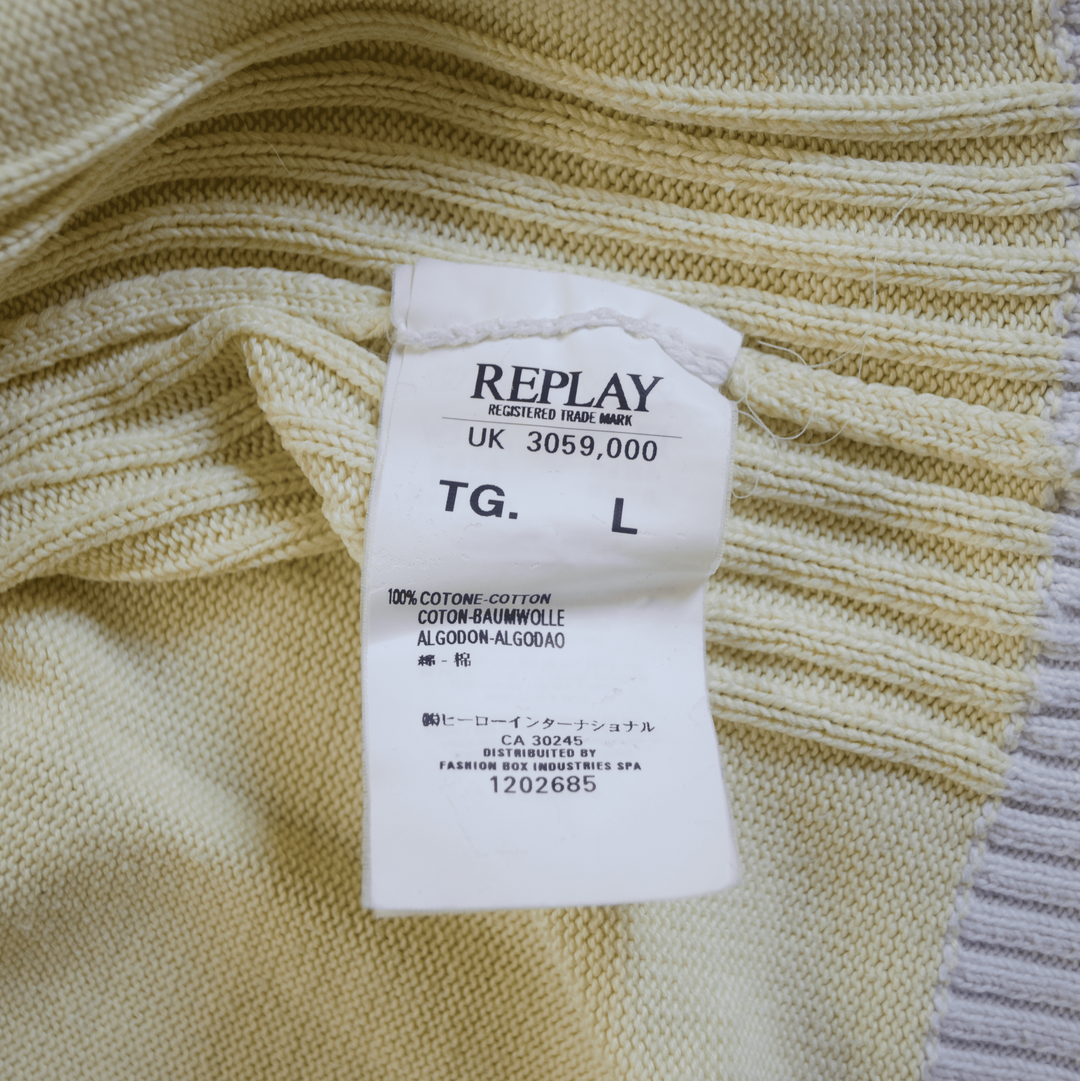 REPLAY
REGISTERED TRADE MARK
UK 3059,000
TG. L
100% COTONE-COTTON
COTON-BAUMWOLLE
ALGODON-ALGODAO
綿 - 棉
㈱ヒーローインターナショナル
CA 30245
DISTRIBUITED BY
FASHION BOX INDUSTRIES SPA
1202685